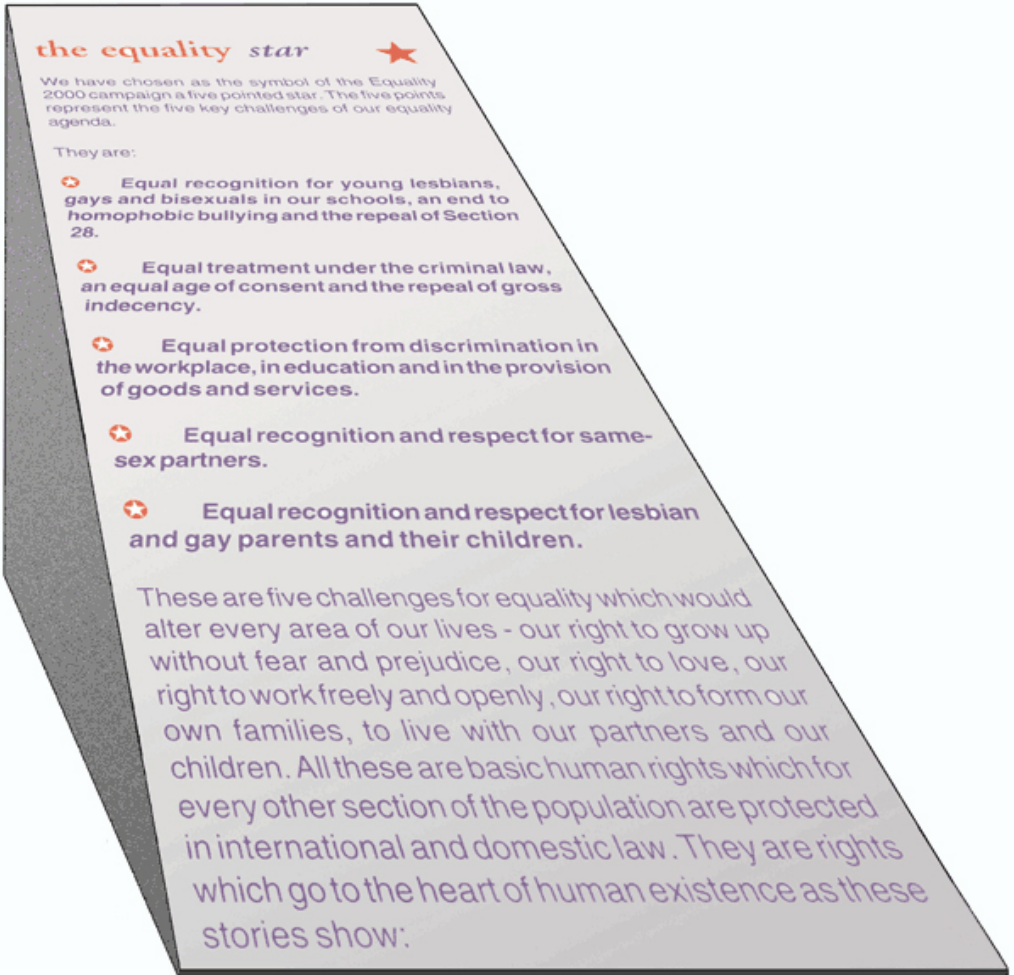 the equality star
We have chosen as the symbol of the Equality
2000 campaign a five pointed star. The five points
represent the five key challenges of our equality
agenda.
They are:
Equal recognition for young lesbians,
gays and bisexuals in our schools, an end to
homophobic bullying and the repeal of Section
28.
Equal treatment under the criminal law,
an equal age of consent and the repeal of gross
indecency.
Equal protection from discrimination in
the workplace, in education and in the provision
of goods and services.
Equal recognition and respect for same-
sex partners.
Equal recognition and respect for lesbian
and gay parents and their children.
These are five challenges for equality which would
alter every area of our lives - our right to grow up
without fear and prejudice, our right to love, our
right to work freely and openly, our right to form our
own families, to live with our partners and our
children. All these are basic human rights which for
every other section of the population are protected
in international and domestic law. They are rights
which go to the heart of human existence as these
stories show: